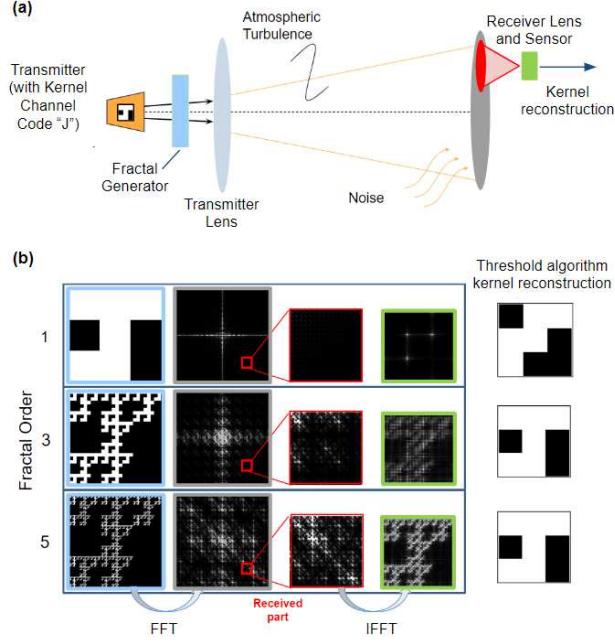 (a)
Transmitter
(with Kernel
Channel
Code "J")
Fractal
Generator
Transmitter
Lens
Atmospheric
Turbulence
Noise
Receiver Lens
and Sensor
Kernel
reconstruction
(b)
Threshold algorithm
kernel reconstruction
Fractal Order
1
3
5
FFT
Received
part
IFFT